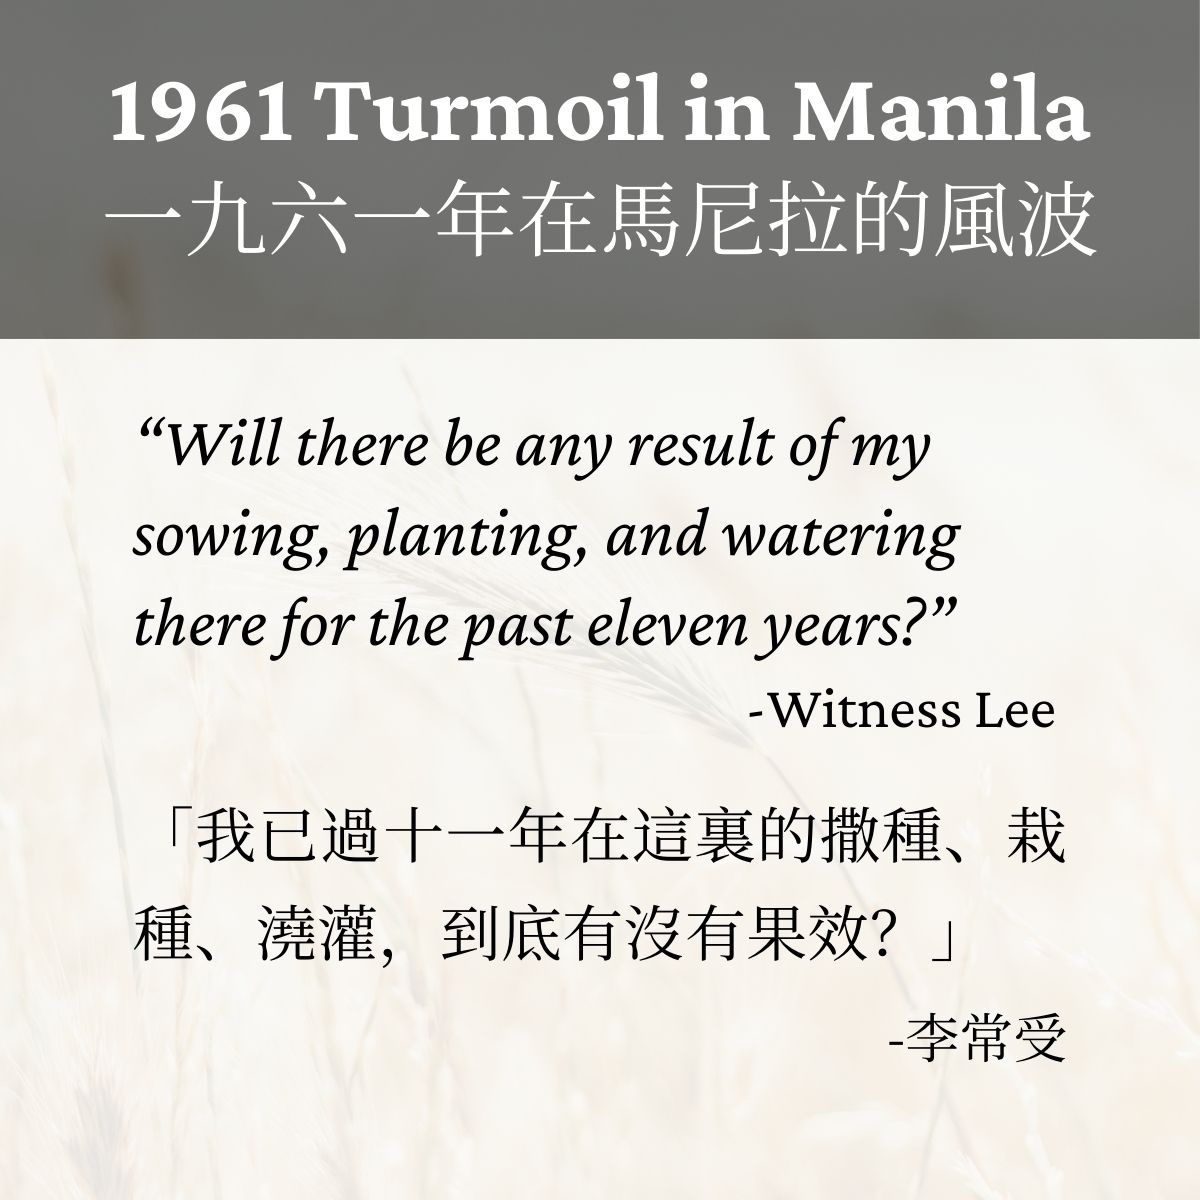 1961 Turmoil in Manila
一九六一年在馬尼拉的風波
“Will there be any result of my
sowing, planting, and watering
there for the past eleven years?”
-Witness Lee
「我已過十一年在這裏的撒種、栽
種、澆灌，到底有沒有果效？」
-李常受